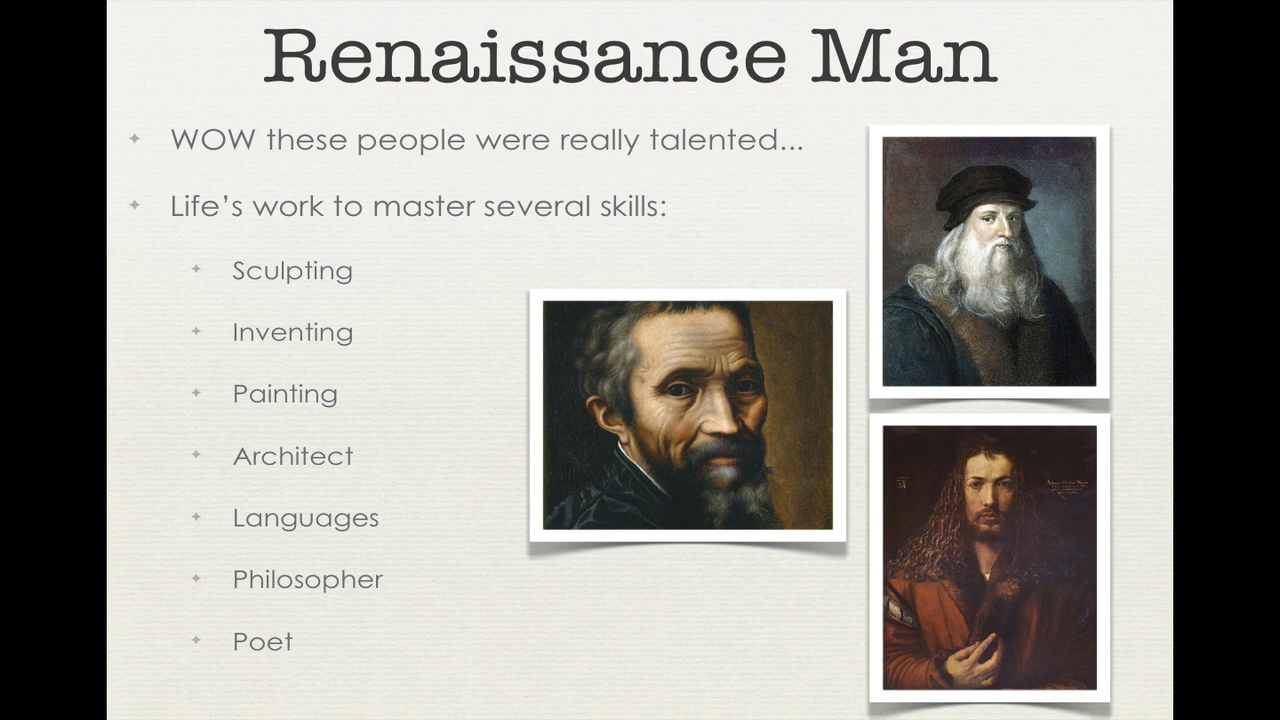 Renaissance Man
WOW these people were really talented...
Life’s work to master several skills:
Sculpting
Inventing
Painting
Architect
Languages
Philosopher
Poet